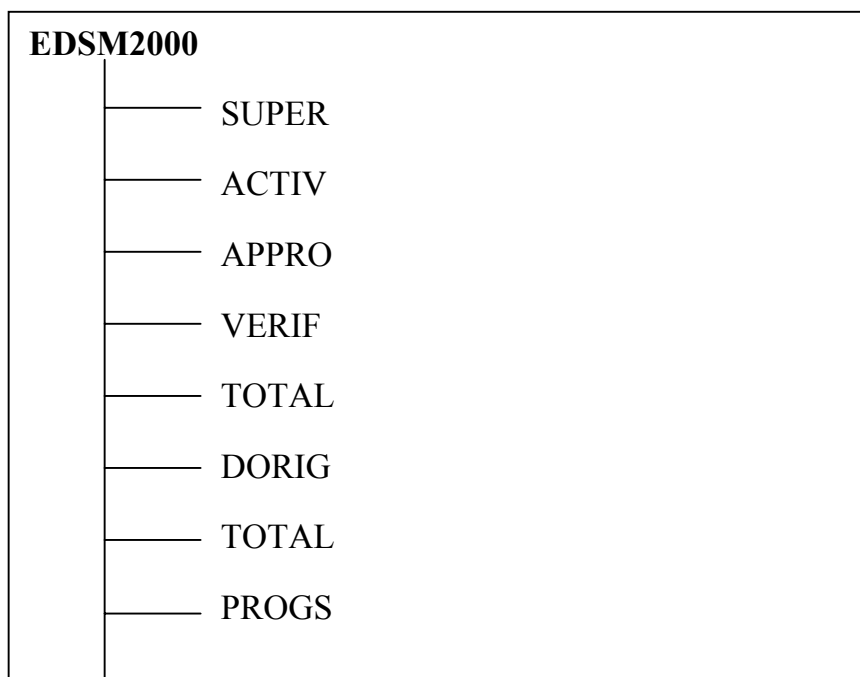 EDSM2000
SUPER
ACTIV
APPRO
VERIF
TOTAL
DORIG
TOTAL
PROGS